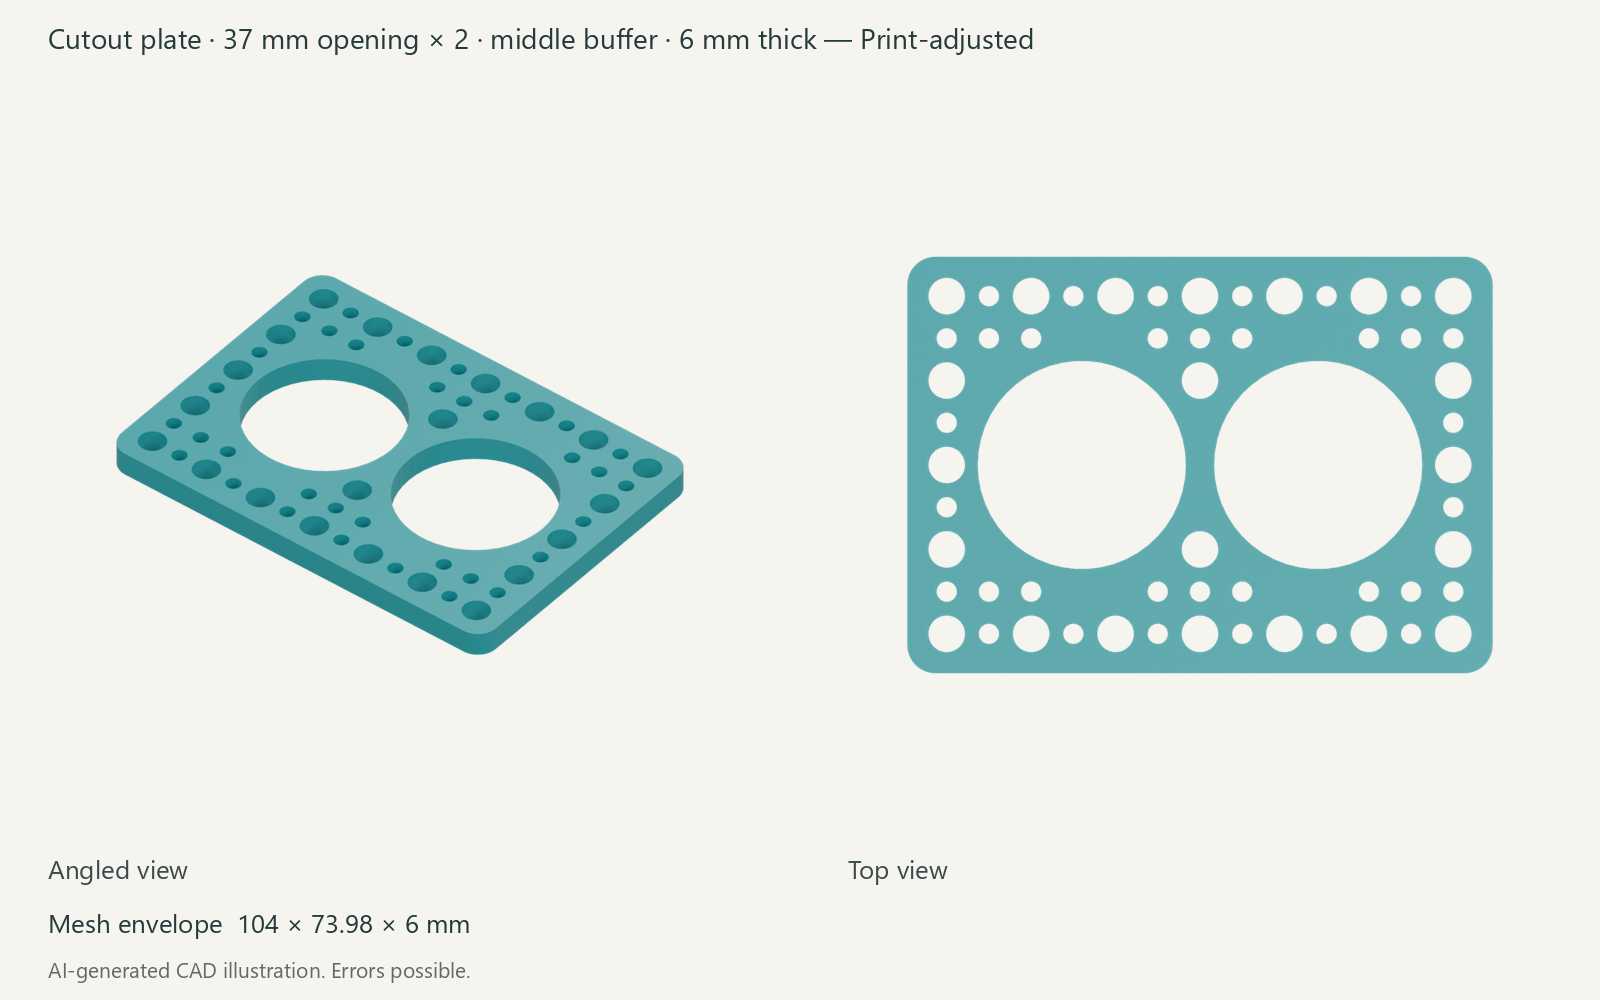 Cutout plate · 37 mm opening × 2 · middle buffer · 6 mm thick — Print-adjusted
Angled view
Top view
Mesh envelope  104 × 73.98 × 6 mm
AI-generated CAD illustration. Errors possible.